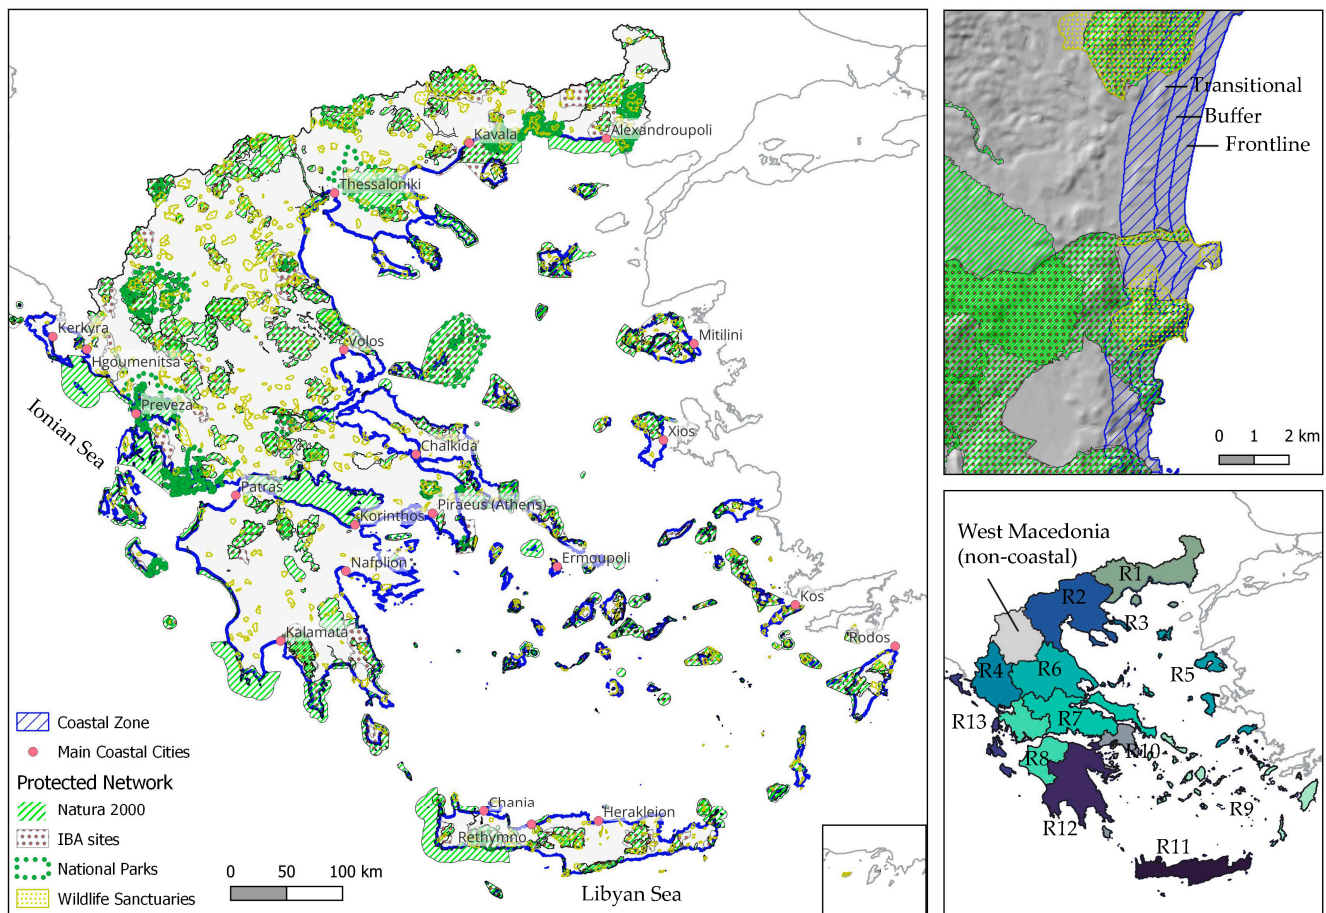 Kavala
Alexandroupoli
Thessaloniki
Kerkyra
Hgoumenitsa
Volos
Mitilini
Preveza
Ionian Sea
Xios
Chalkida
Patras
Korinthos
Piraeus (Athens)
Ermoupoli
Nafplion
Kos
Kalamata
Rodos
Chania
Rethymno
Herakleion
Libyan Sea
Coastal Zone
Main Coastal Cities
Protected Network
Natura 2000
IBA sites
National Parks
Wildlife Sanctuaries
0 50 100 km
Transitional
Buffer
Frontline
0 1 2 km
West Macedonia
(non-coastal)
R1
R2
R3
R4
R6
R5
R13
R7
R10
R8
R9
R12
R11